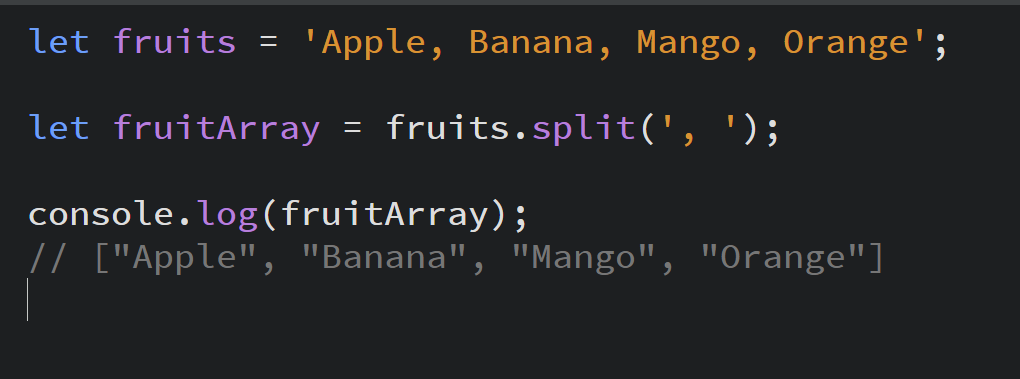 let fruits = 'Apple, Banana, Mango, Orange';
let fruitArray = fruits.split(', ');
console.log(fruitArray);
// ["Apple", "Banana", "Mango", "Orange"]